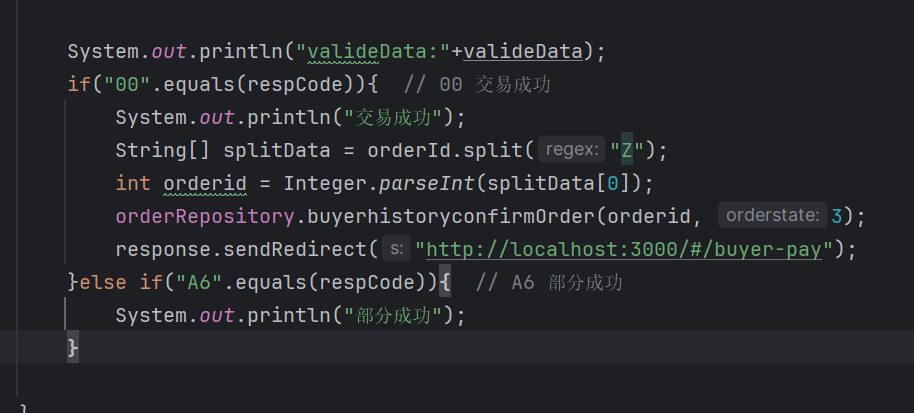 System.out.println("valideData:"+valideData);
if("00".equals(respCode)){  // 00 交易成功
System.out.println("交易成功");
String[] splitData = orderId.split( regex: "Z");
int orderid = Integer.parseInt(splitData[0]);
orderRepository.buyerhistoryconfirmOrder(orderid, orderstate: 3);
response.sendRedirect( s: "http://localhost:3000/#/buyer-pay");
}else if("A6".equals(respCode)){  // A6 部分成功
System.out.println("部分成功");
}
}